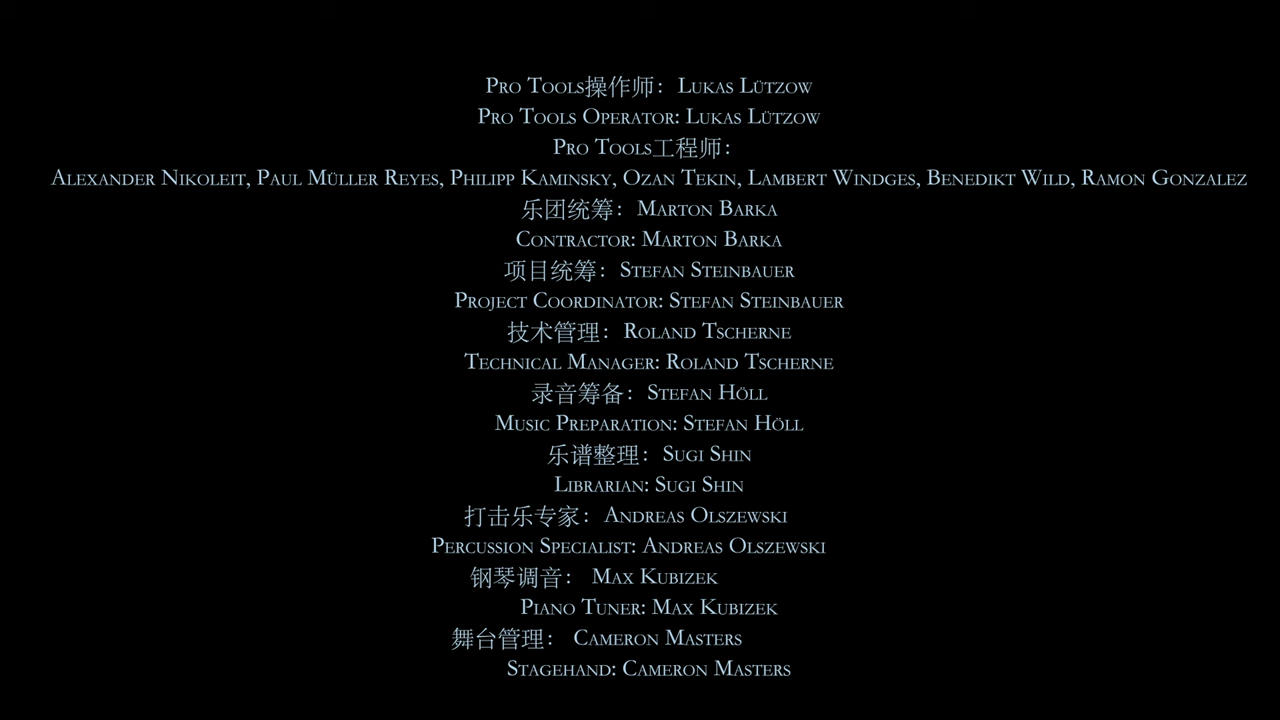 Pro Tools操作师： Lukas Lützow
Pro Tools Operator: Lukas Lützow
Pro Tools工程师：
Alexander Nikoleit, Paul Müller Reyes, Philipp Kaminsky, Ozan Tekin, Lambert Windges, Benedikt Wild, Ramon Gonzalez
乐团统筹： Marton Barka
Contractor: Marton Barka
项目统筹： Stefan Steinbauer
Project Coordinator: Stefan Steinbauer
技术管理： Roland Tscherne
Technical Manager: Roland Tscherne
录音筹备： Stefan Höll
Music Preparation: Stefan Höll
乐谱整理： Sugi Shin
Librarian: Sugi Shin
打击乐专家： Andreas Olszewski
Percussion Specialist: Andreas Olszewski
钢琴调音： Max Kubizek
Piano Tuner: Max Kubizek
舞台管理： Cameron Masters
Stagehand: Cameron Masters